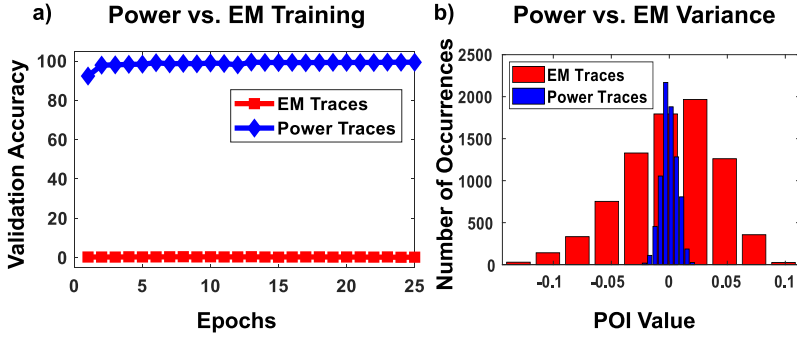 a)
Power vs. EM Training
Validation Accuracy
100
80
60
40
20
0
EM Traces
Power Traces
0 5 10 15 20 25
Epochs
b)
Power vs. EM Variance
Number of Occurrences
2500
2000
1500
1000
500
0
EM Traces
Power Traces
-0.1 -0.05 0 0.05 0.1
POI Value